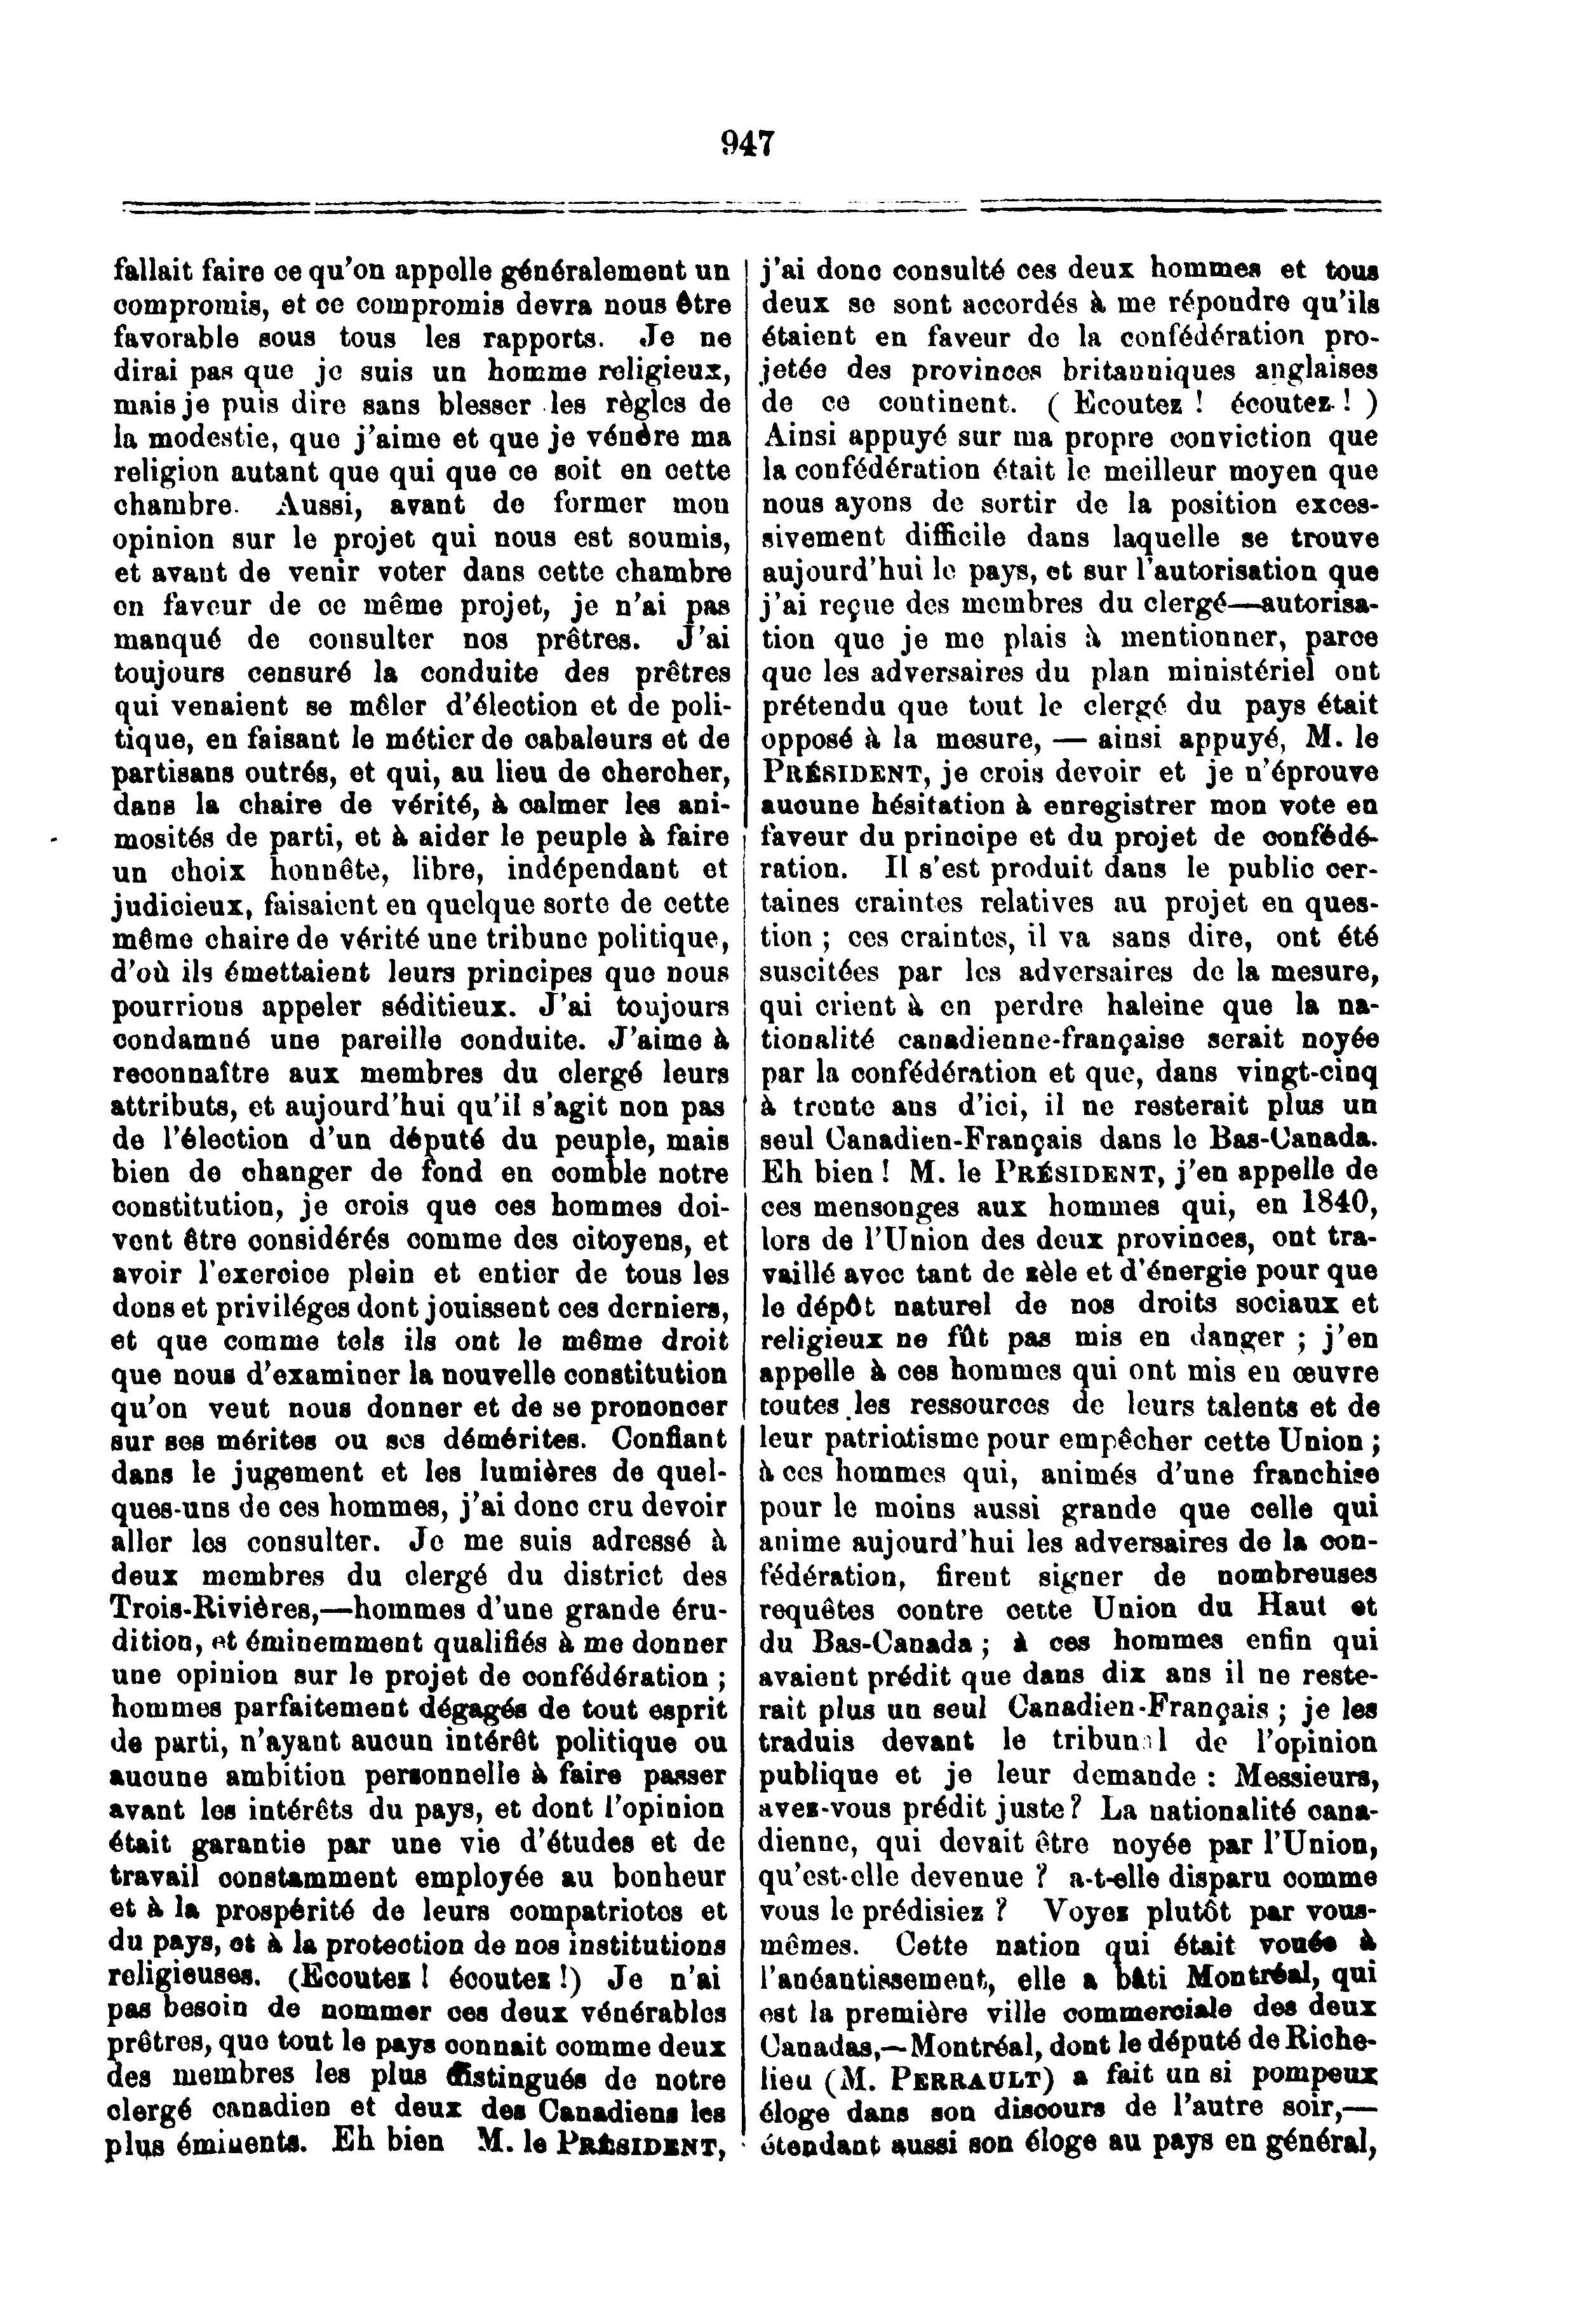 947
fallait faire ce qu'on appelle généralement un
compromis, et ce compromis devra nous être
favorable sous tous les rapports. Je ne
dirai pas que je suis un homme religieux,
mais je puis dire sans blesser les règles de
la modestie, que j'aime et que je vénère ma
religion autant que qui que ce soit en cette
chambre. Aussi, avant de former mon
opinion sur le projet qui nous est soumis,
et avant de venir voter dans cette chambre
en faveur de ce même projet, je n'ai pas
manqué de consulter nos prêtres. J'ai
toujours censuré la conduite des prêtres
qui venaient se mêler d'élection et de poli-
tique, en faisant le métier de cabaleurs et de
partisans outrés, et qui, au lieu de chercher,
dans la chaire de vérité, à calmer les ani-
mosités de parti, et à aider le peuple à faire
un choix honnête, libre, indépendant et
judicieux, faisaient en quelque sorte de cette
même chaire de vérité une tribune politique,
d'où ils émettaient leurs principes que nous
pourrions appeler séditieux. J'ai toujours
condamné une pareille conduite. J'aime à
reconnaître aux membres du clergé leurs
attributs, et aujourd'hui qu'il s'agit non pas
de l'élection d'un député du peuple, mais
bien de changer de fond en comble notre
constitution, je crois que ces hommes doi-
vent être considérés comme des citoyens, et
avoir l'exercice plein et entier de tous les
dons et priviléges dont jouissent ces derniers,
et que comme tels ils ont le même droit
que nous d'examiner la nouvelle constitution
qu'on veut nous donner et de se prononcer
sur ses mérites ou ses démérites. Confiant
dans le jugement et les lumières de quel-
ques-uns de ces hommes, j'ai donc cru devoir
aller les consulter. Je me suis adressé à
deux membres du clergé du district des
Trois-Rivières,—hommes d'une grande éru-
dition, et éminemment qualifiés à me donner
une opinion sur le projet de confédération ;
hommes parfaitement dégagés de tout esprit
de parti, n'ayant aucun intérêt politique ou
aucune ambition personnelle à faire passer
avant les intérêts du pays, et dont l'opinion
était garantie par une vie d'études et de
travail constamment employée au bonheur
et à la prospérité de leurs compatriotes et
du pays, et à la protection de nos institutions
religieuses. (Ecoutez ! écoutez !) Je n'ai
pas besoin de nommer ces deux vénérables
prêtres, que tout le pays connait comme deux
des membres les plus distingués de notre
clergé canadien et deux des Canadiens les
plus éminents. Eh bien M. le PRÉSIDENT,
j'ai donc consulté ces deux hommes et tous
deux se sont accordés à me répondre qu'ils
étaient en faveur de la confédération pro-
jetée des provinces britanniques anglaises
de ce continent. ( Ecoutez ! écoutez ! )
Ainsi appuyé sur ma propre conviction que
la confédération était le meilleur moyen que
nous ayons de sortir de la position exces-
sivement difficile dans laquelle se trouve
aujourd'hui le pays, et sur l'autorisation que
j'ai reçue des membres du clergé—autorisa-
tion que je me plais à mentionner, parce
que les adversaires du plan ministériel ont
prétendu que tout le clergé du pays était
opposé à la mesure, — ainsi appuyé, M. le
PRÉSIDENT, je crois devoir et je n'éprouve
aucune hésitation à enregistrer mon vote en
faveur du principe et du projet de confédé-
ration. Il s'est produit dans le public cer-
taines craintes relatives au projet en ques-
tion ; ces craintes, il va sans dire, ont été
suscitées par les adversaires de la mesure,
qui crient à en perdre haleine que la na-
tionalité canadienne-française serait noyée
par la confédération et que, dans vingt-cinq
à trente ans d'ici, il ne resterait plus un
seul Canadien-Français dans le Bas-Canada.
Eh bien ! M. le PRÉSIDENT, j'en appelle de
ces mensonges aux hommes qui, en 1840,
lors de l'Union des deux provinces, ont tra-
vaillé avec tant de zèle et d'énergie pour que
le dépôt naturel de nos droits sociaux et
religieux ne fût pas mis en danger ; j'en
appelle à ces hommes qui ont mis en œuvre
toutes les ressources de leurs talents et de
leur patriotisme pour empêcher cette Union ;
à ces hommes qui, animés d'une franchise
pour le moins aussi grande que celle qui
anime aujourd'hui les adversaires de la con-
fédération, firent signer de nombreuses
requêtes contre cette Union du Haut et
du Bas-Canada ; à ces hommes enfin qui
avaient prédit que dans dix ans il ne reste-
rait plus un seul Canadien-Français ; je les
traduis devant le tribunal de l'opinion
publique et je leur demande : Messieurs,
avez-vous prédit juste ? La nationalité cana-
dienne, qui devait être noyée par l'Union,
qu'est-elle devenue ? a-t-elle disparu comme
vous le prédisiez ? Voyez plutôt par vous-
mêmes. Cette nation qui était vouée à
l'anéantissement, elle a bâti Montréal, qui
est la première ville commerciale des deux
Canadas,—Montréal, dont le député de Riche-
lieu (M. PERRAULT) a fait un si pompeux
éloge dans son discours de l'autre soir,—
étendant aussi son éloge au pays en général,